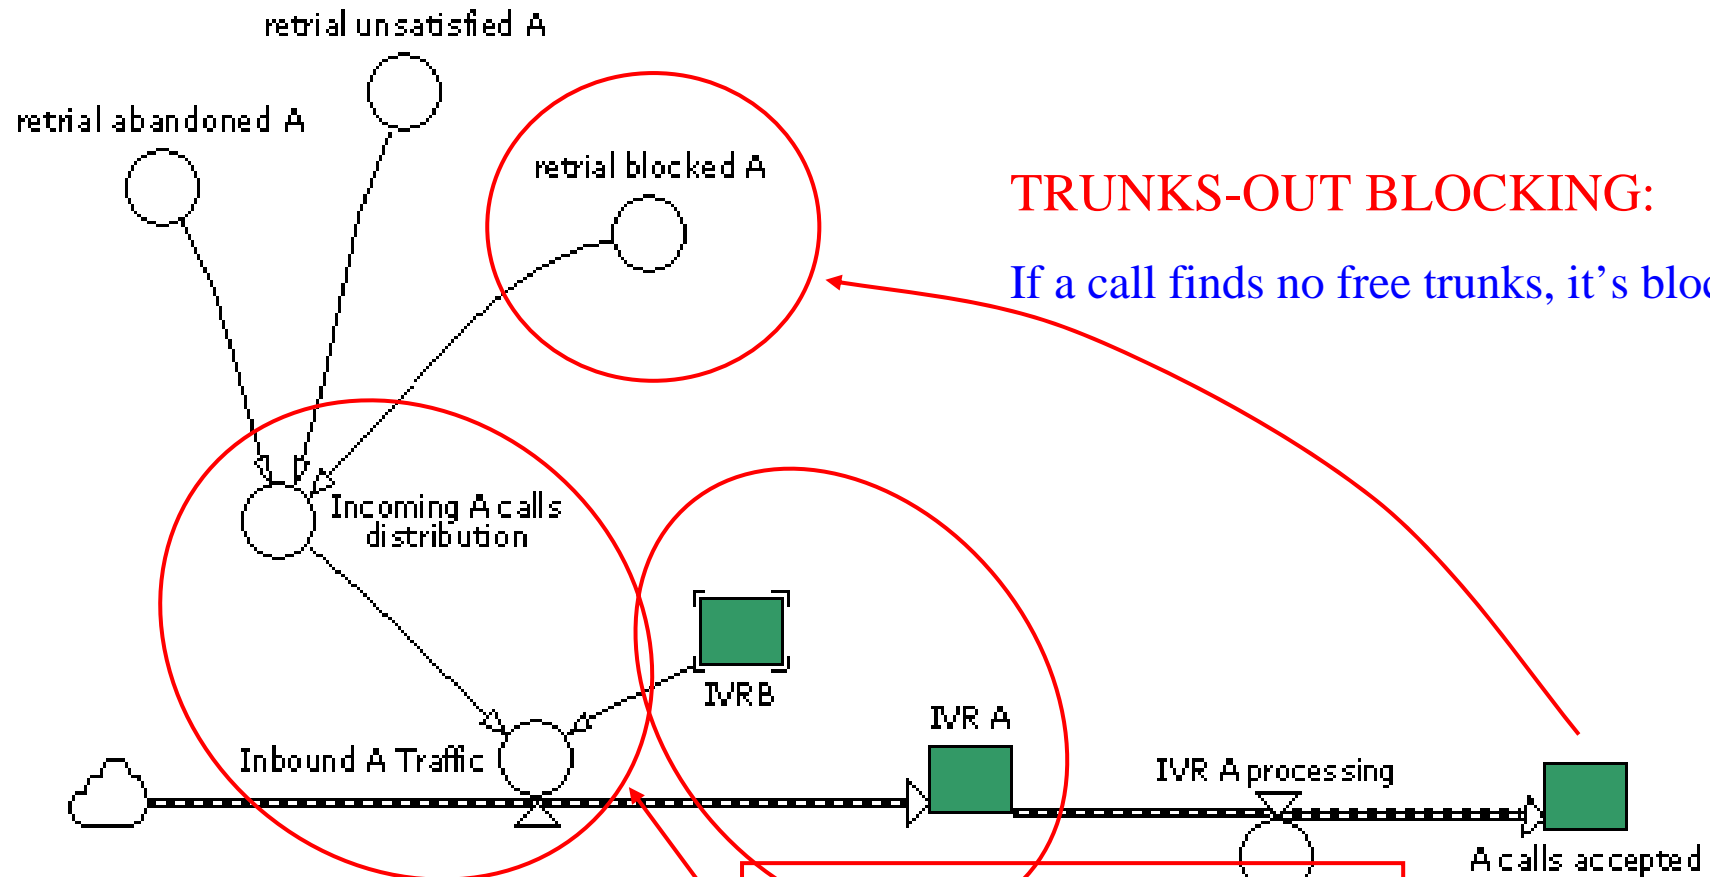 retrial unsatisfied A
retrial abandoned A
retrial blocked A
TRUNKS-OUT BLOCKING:
If a call finds no free trunks, it's
Incoming A calls
distribution
IVR B
IVR A
Inbound A Traffic
IVR A processing
A calls accepted